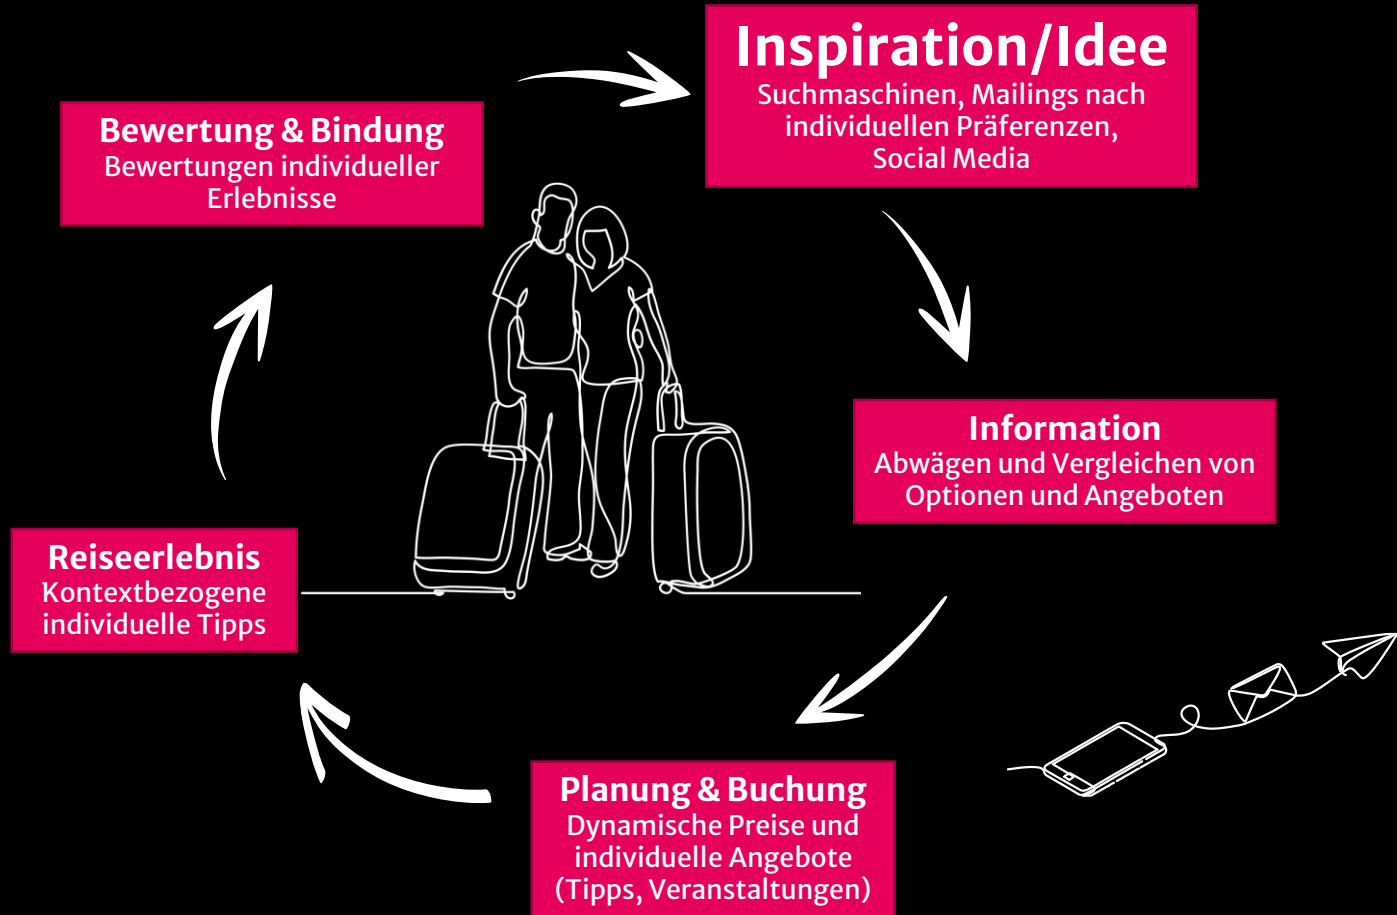 Inspiration/Idee
Suchmaschinen, Mailings nach
individuellen Präferenzen,
Social Media
Information
Abwägen und Vergleichen von
Optionen und Angeboten
Planung & Buchung
Dynamische Preise und
individuelle Angebote
(Tipps, Veranstaltungen)
Reiseerlebnis
Kontextbezogene
individuelle Tipps
Bewertung & Bindung
Bewertungen individueller
Erlebnisse